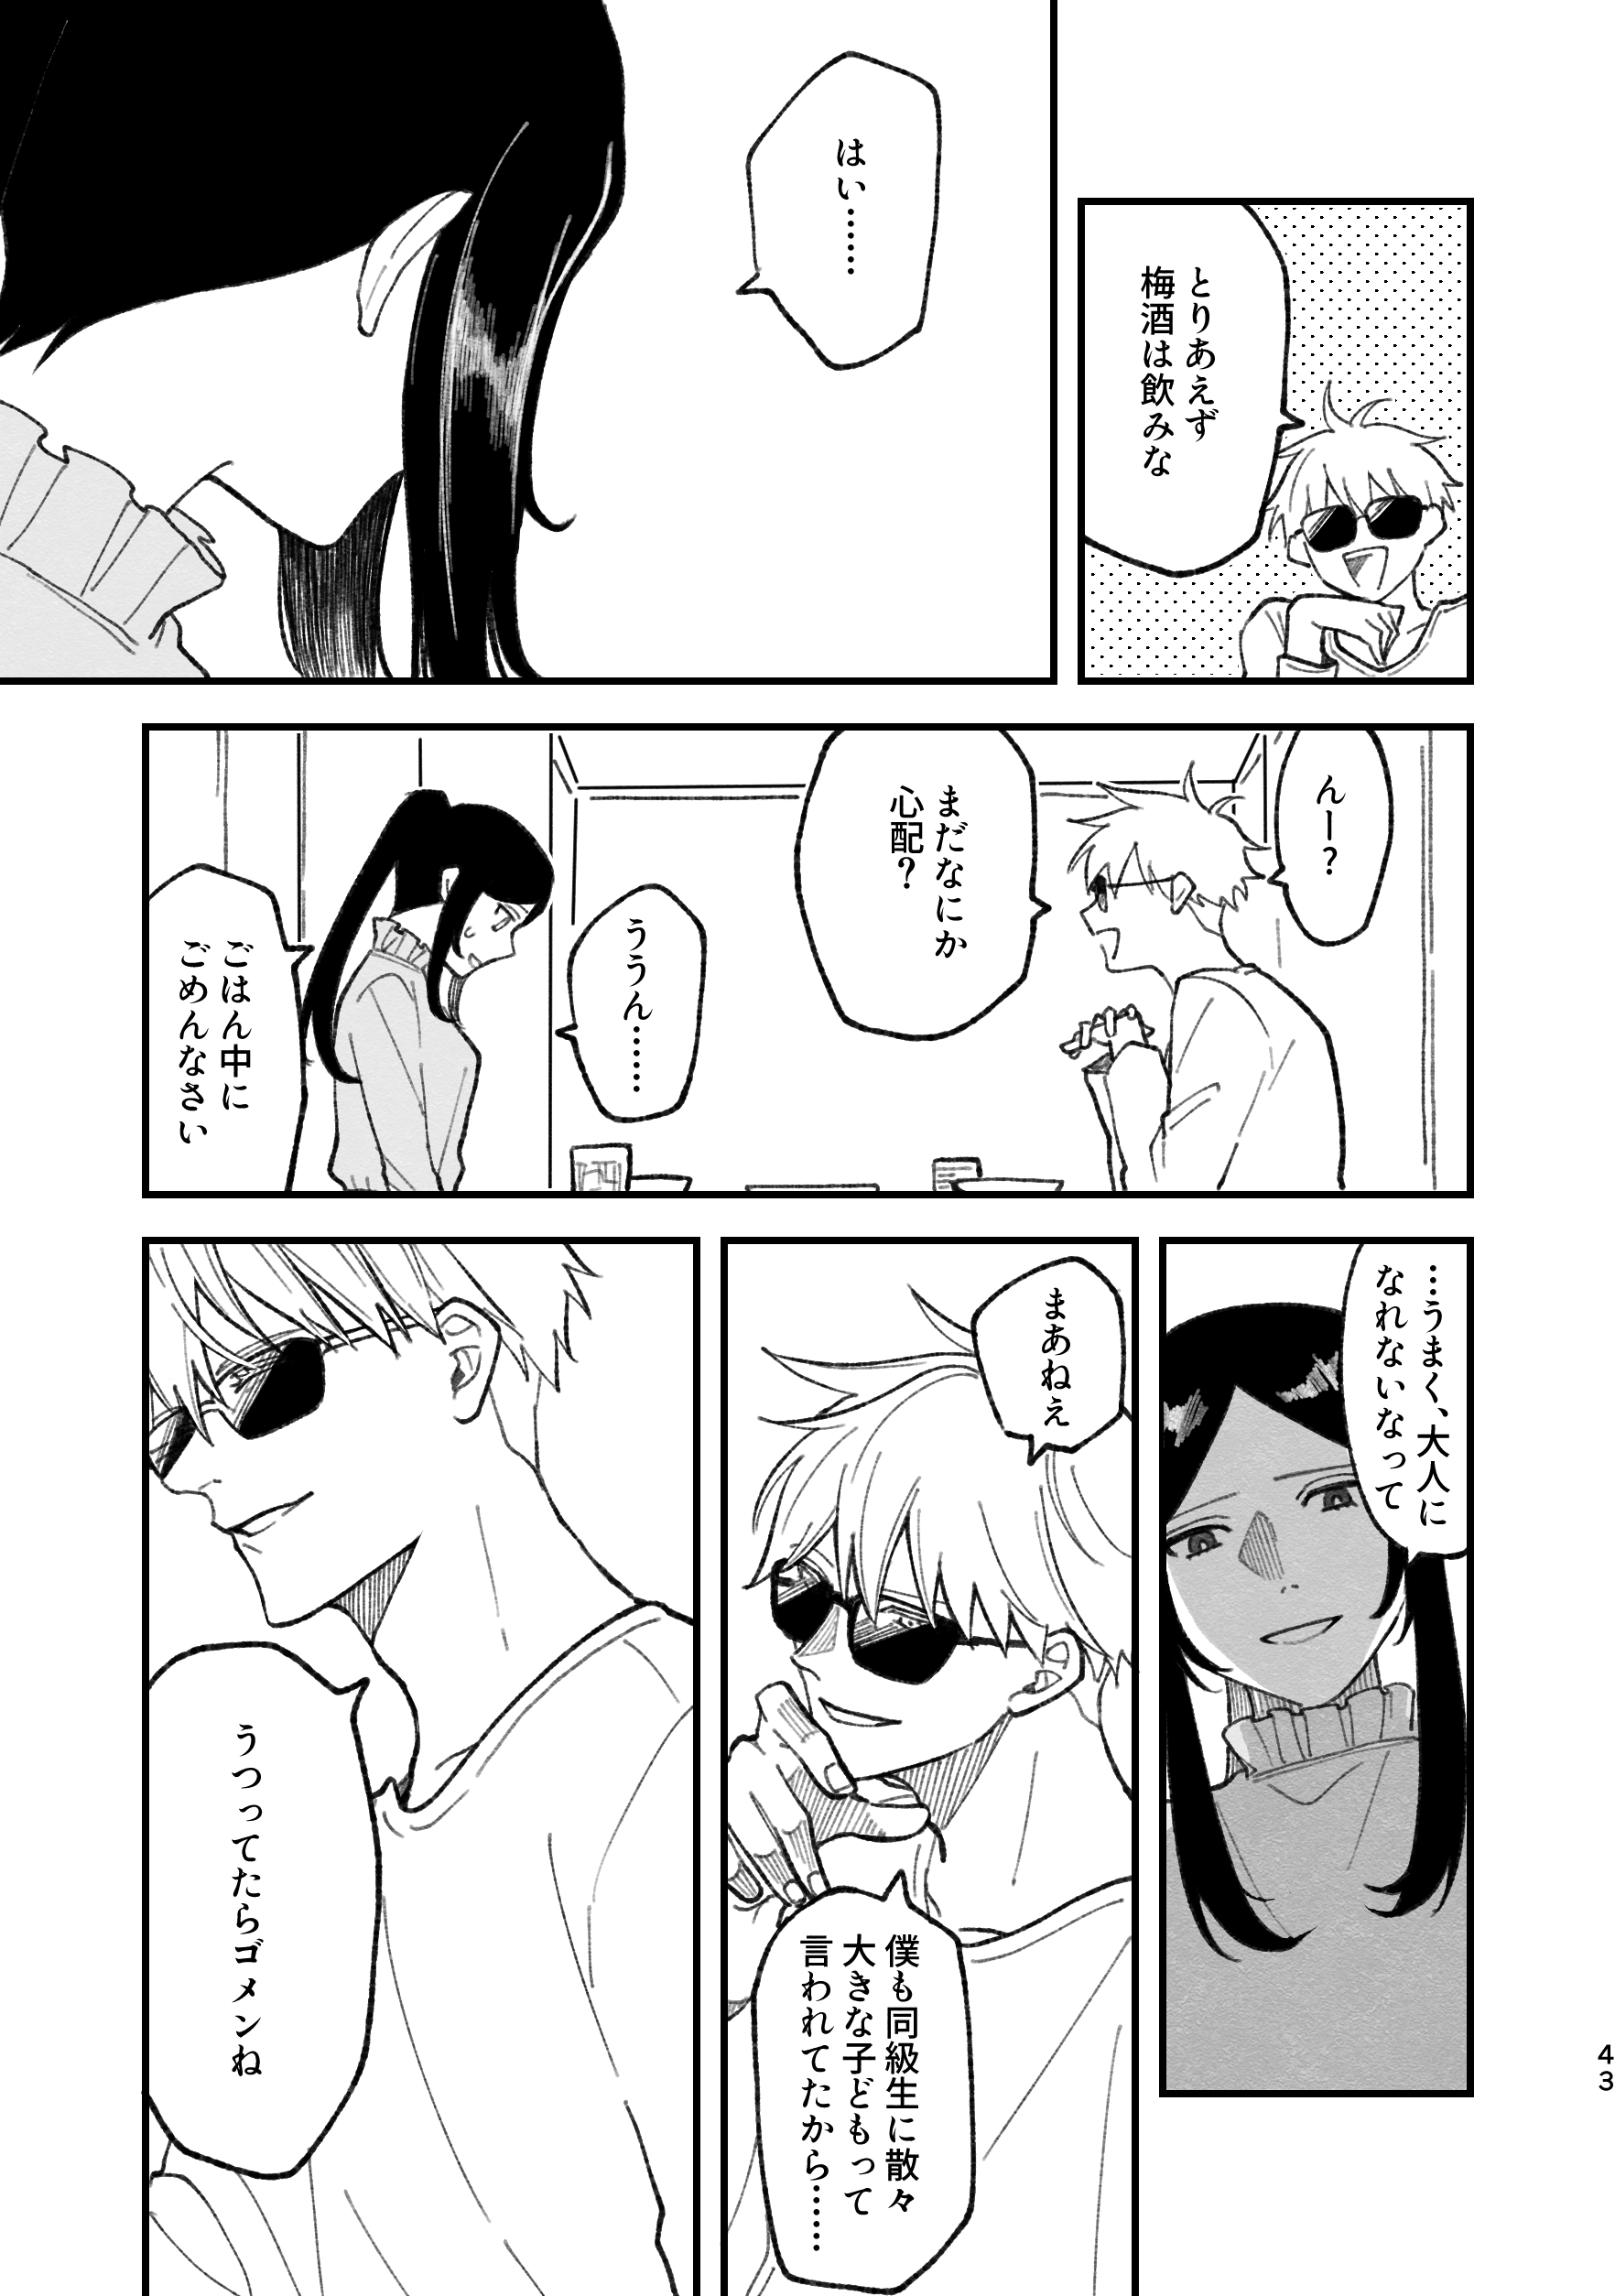 とりあえず
梅酒は飲みな
はい……
んー?
まだなにか
心配?
ううん……
ごはん中に
ごめんなさい
…うまく、大人に
なれないなって
まあねえ
僕も同級生に散々
大きな子どもって
言われてたから……
うつってたらゴメンね
43